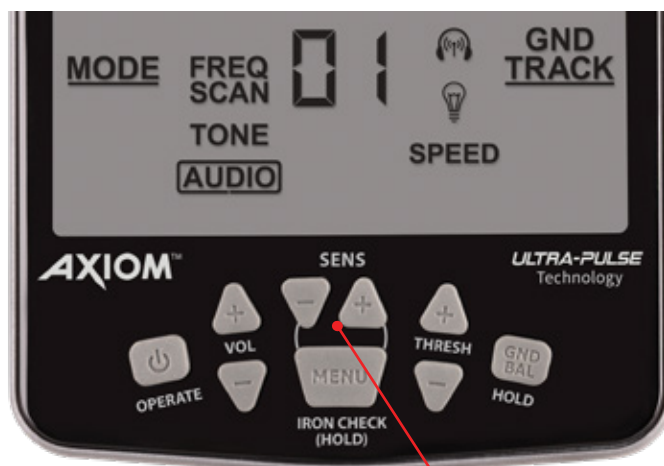 MODE
FREQ
SCAN
01
GND
TRACK
TONE
AUDIO
SPEED
AXIOM™
SENS
ULTRA-PULSE
Technology
- +
+
VOL
-
+
THRESH
-
OPERATE
MENU
GND
BAL
HOLD
IRON CHECK
(HOLD)